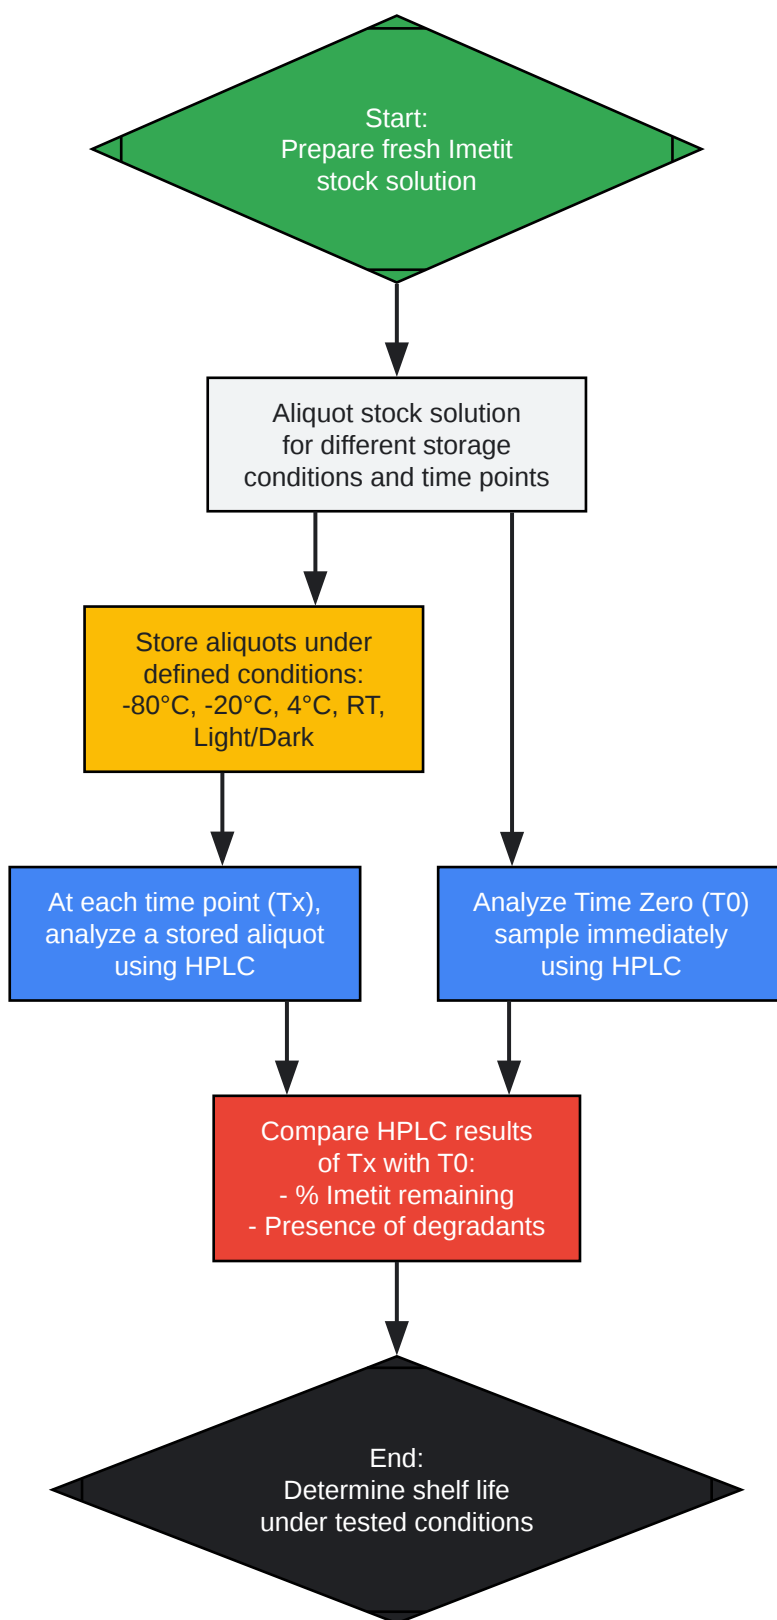 Start:
Prepare fresh Imetit
stock solution
Aliquot stock solution
for different storage
conditions and time points
Store aliquots under
defined conditions:
-80°C, -20°C, 4°C, RT,
Light/Dark
At each time point (Tx),
analyze a stored aliquot
using HPLC
Analyze Time Zero (T0)
sample immediately
using HPLC
Compare HPLC results
of Tx with T0:
- % Imetit remaining
- Presence of degradants
End:
Determine shelf life
under tested conditions